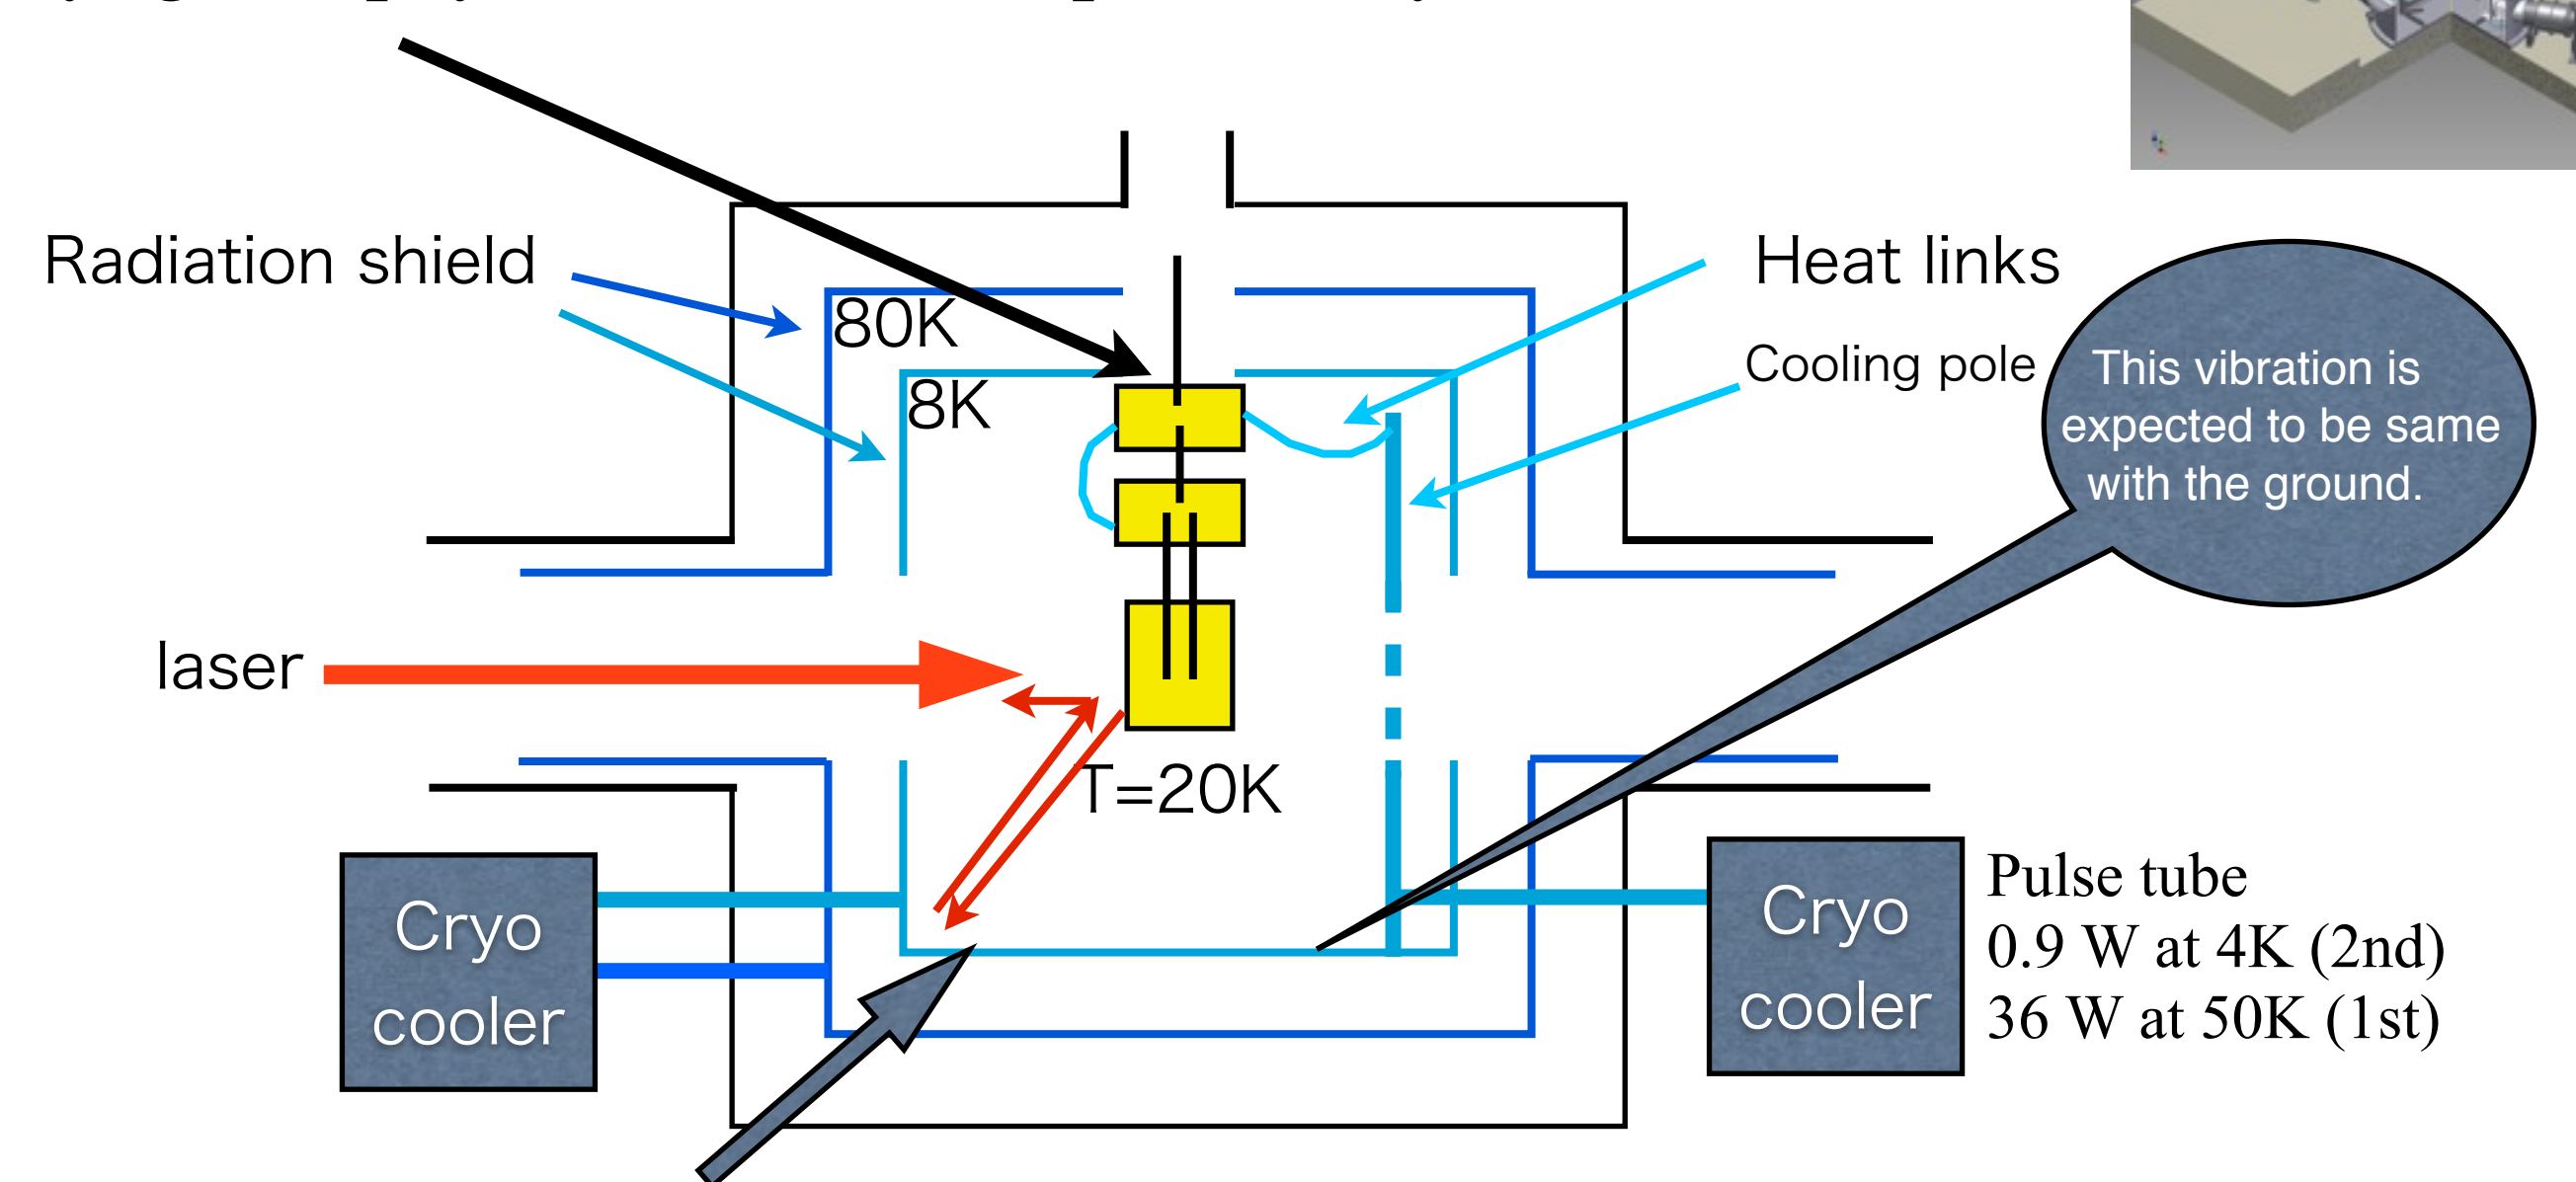 Radiation shield
80K
8K
Heat links
Cooling pole
This vibration is
expected to be same
with the ground.
laser
T=20K
Cryo
cooler
Cryo
cooler
Pulse tube
0.9 W at 4K (2nd)
36 W at 50K (1st)